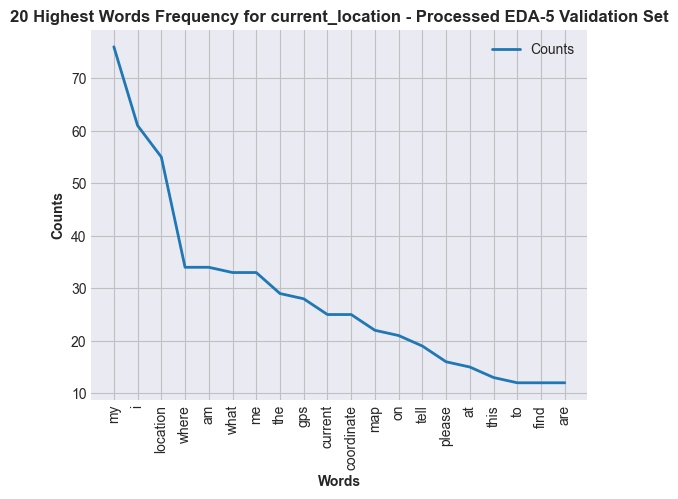 20 Highest Words Frequency for current_location - Processed EDA-5 Validation Set
Counts
70
60
50
40
30
20
10
Counts
my
i
location
where
am
what
me
the
gps
current
coordinate
map
on
tell
please
at
this
to
find
are
Words